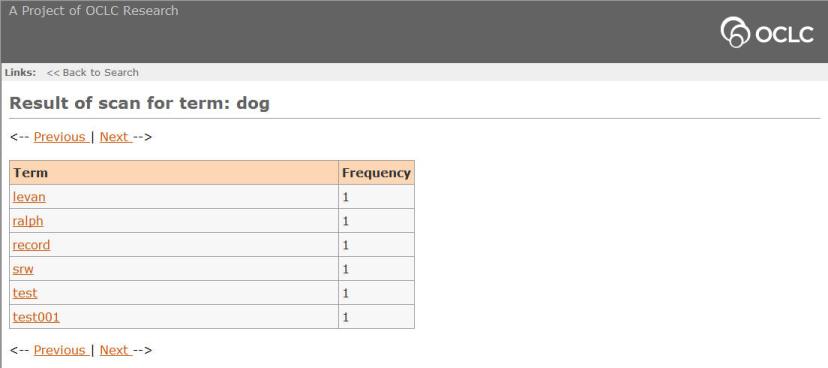 A Project of OCLC Research
OCLC
Links: << Back to Search
Result of scan for term: dog
<-- Previous | Next -->
Term Frequency
levan 1
ralph 1
record 1
srw 1
test 1
test001 1
<-- Previous | Next -->